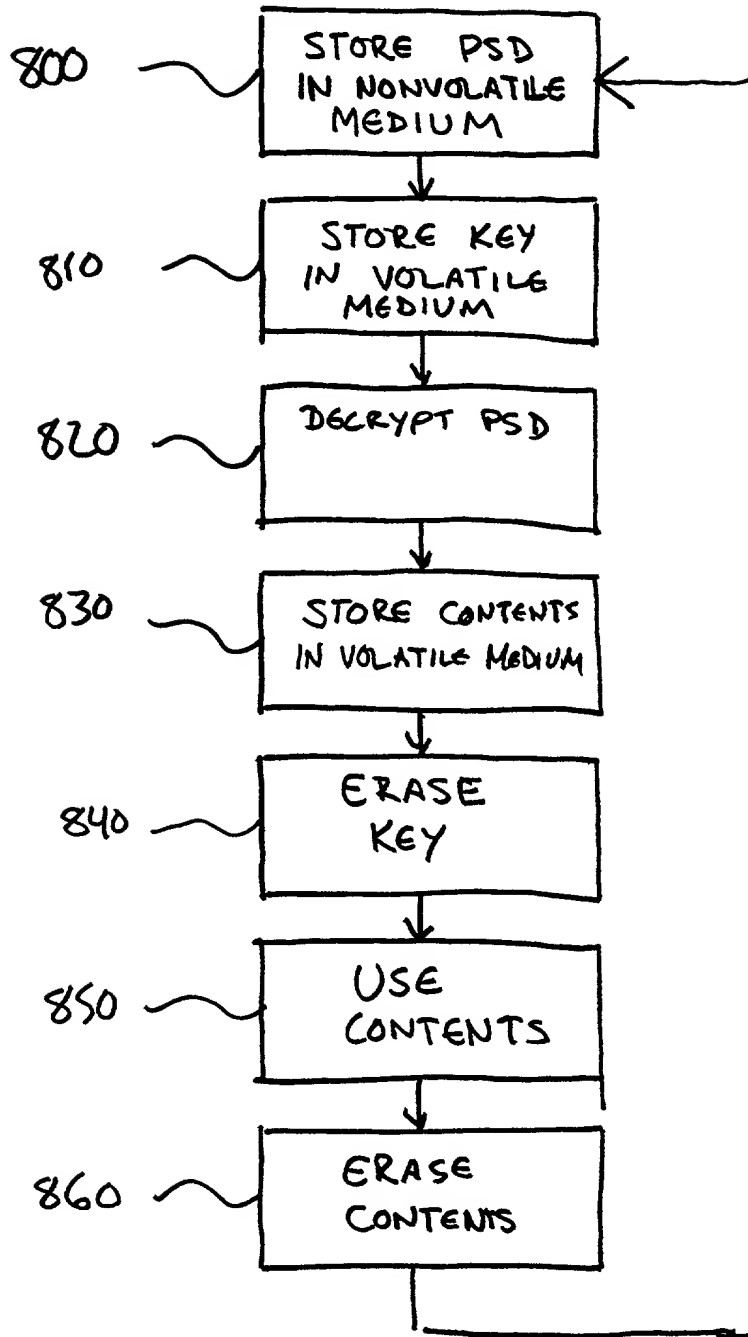 800
STORE PSD
IN NONVOLATILE
MEDIUM
810
STORE KEY
IN VOLATILE
MEDIUM
820
DECRYPT PSD
830
STORE CONTENTS
IN VOLATILE MEDIUM
840
ERASE
KEY
850
USE
CONTENTS
860
ERASE
CONTENTS